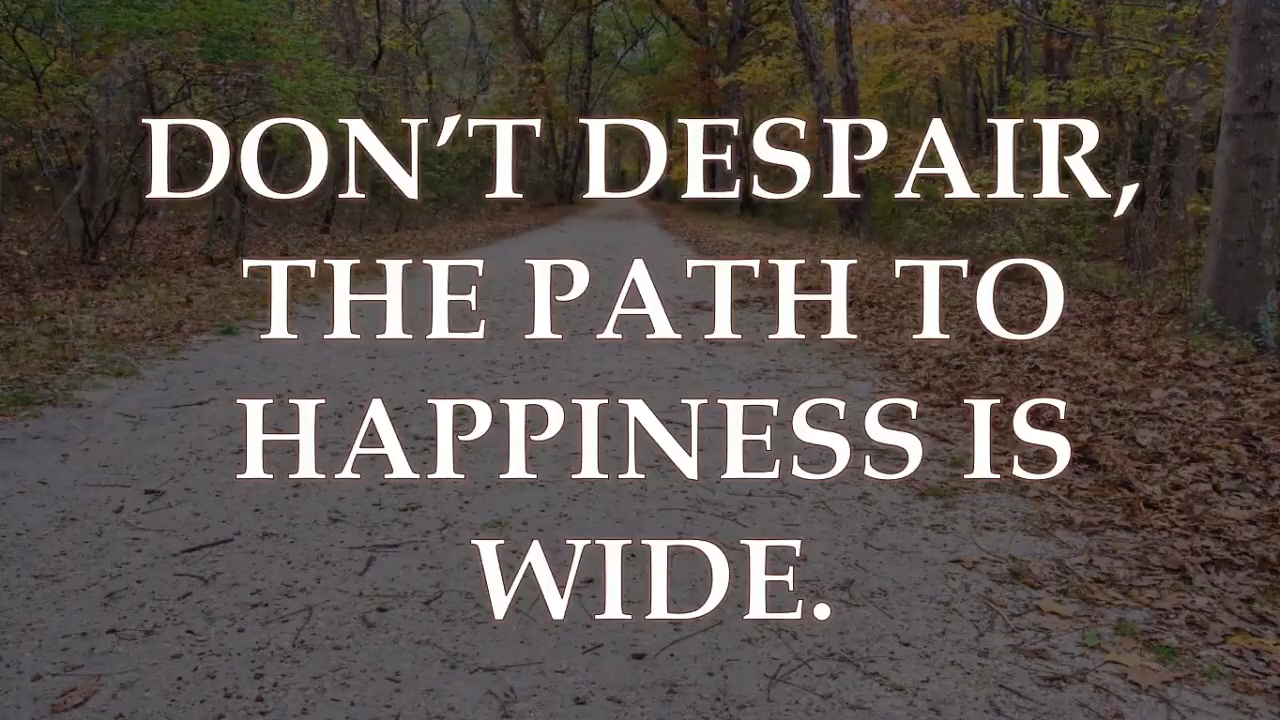 DON’T DESPAIR,
THE PATH TO
HAPPINESS IS
WIDE.